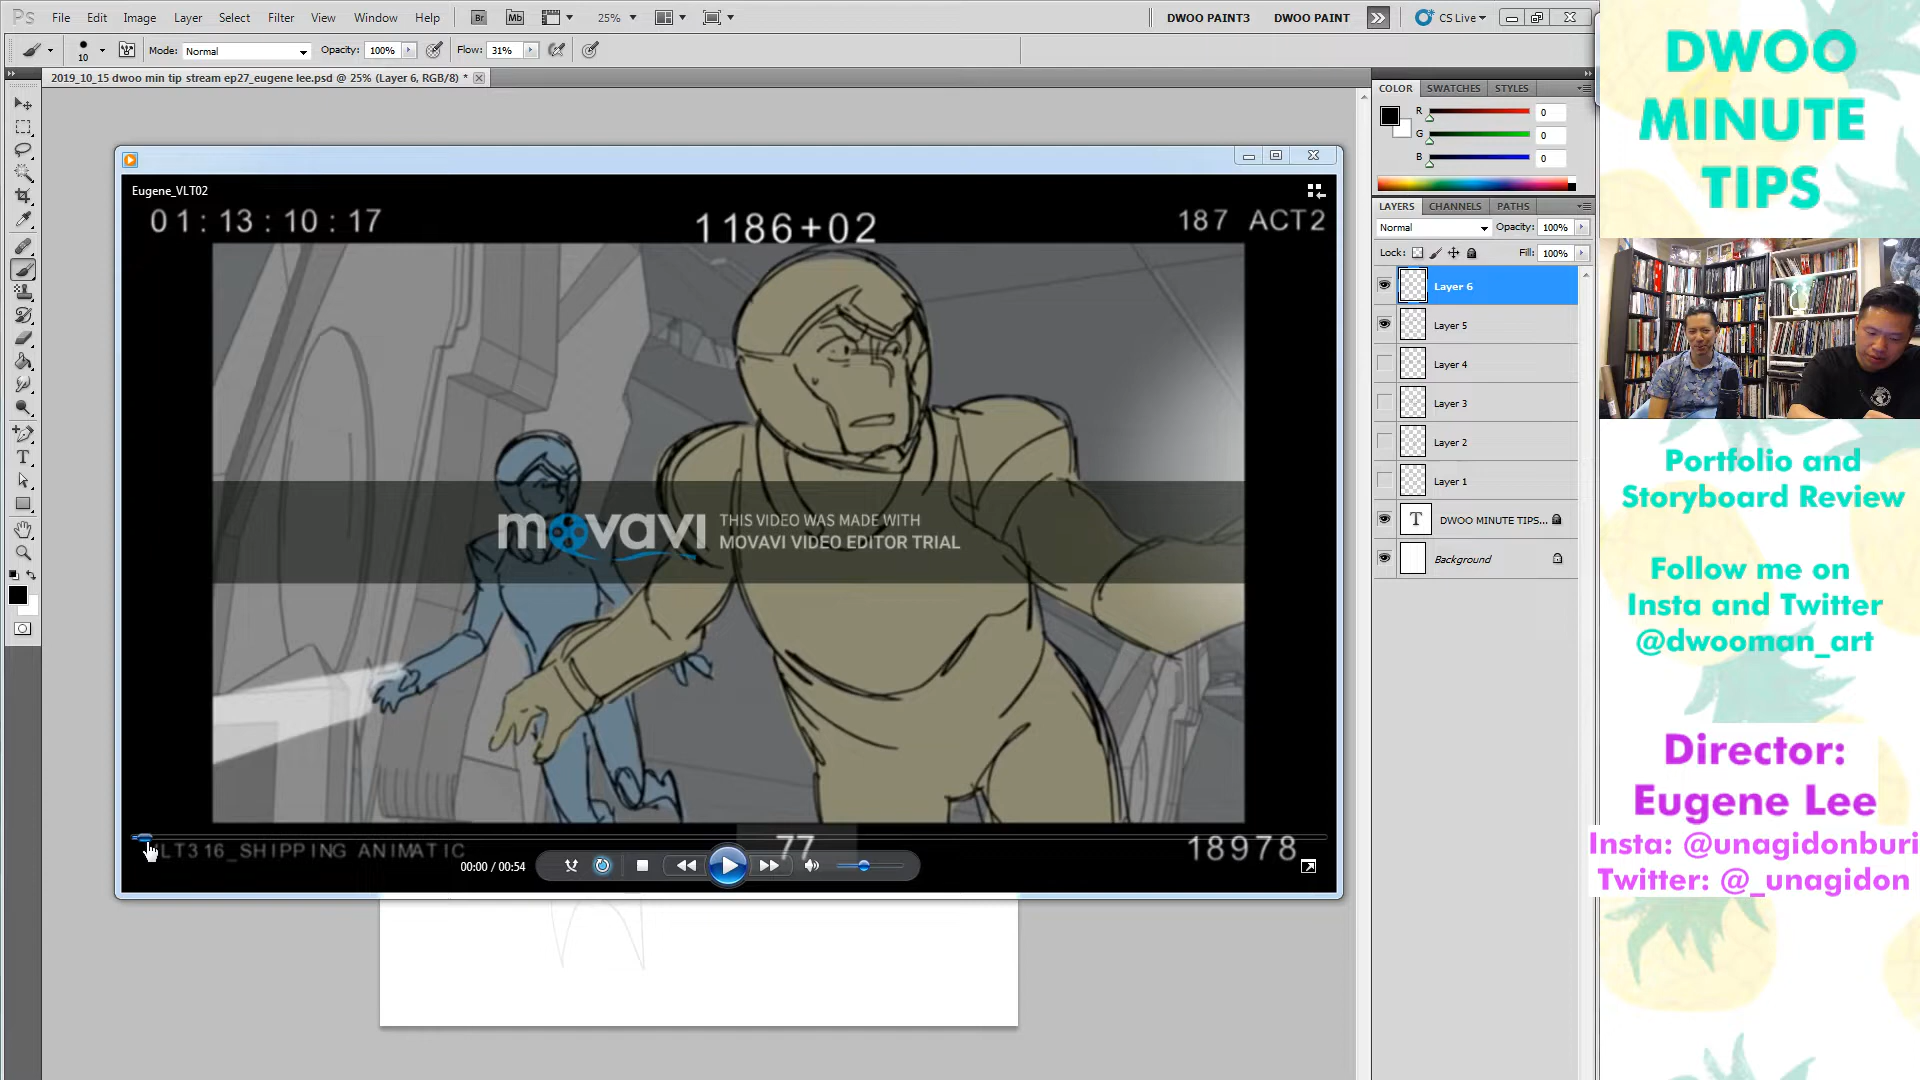 Ps File Edit Image Layer Select Filter View Window Help Br Mb 25% DWOO PAINT3 DWOO PAINT CS Live
10 Mode: Normal Opacity: 100% Flow: 31%
2019_10_15 dwoo min tip stream ep27_eugene lee.psd @ 25% (Layer 6, RGB/8) *
COLOR SWATCHES STYLES
R 0
G 0
B 0
LAYERS CHANNELS PATHS
Normal Opacity: 100%
Lock: Fill: 100%
Layer 6
Layer 5
Layer 4
Layer 3
Layer 2
Layer 1
T DWOO MINUTE TIPS...
Background
Eugene_VLT02
01:13:10:17
1186+02
187 ACT2
movavi
THIS VIDEO WAS MADE WITH
MOVAVI VIDEO EDITOR TRIAL
77
18978
LT316_SHIPPING ANIMATIC
00:00 / 00:54
DWOO
MINUTE
TIPS
Portfolio and
Storyboard Review
Follow me on
Insta and Twitter
@dwooman_art
Director:
Eugene Lee
Insta: @unagidonburi
Twitter: @_unagidon